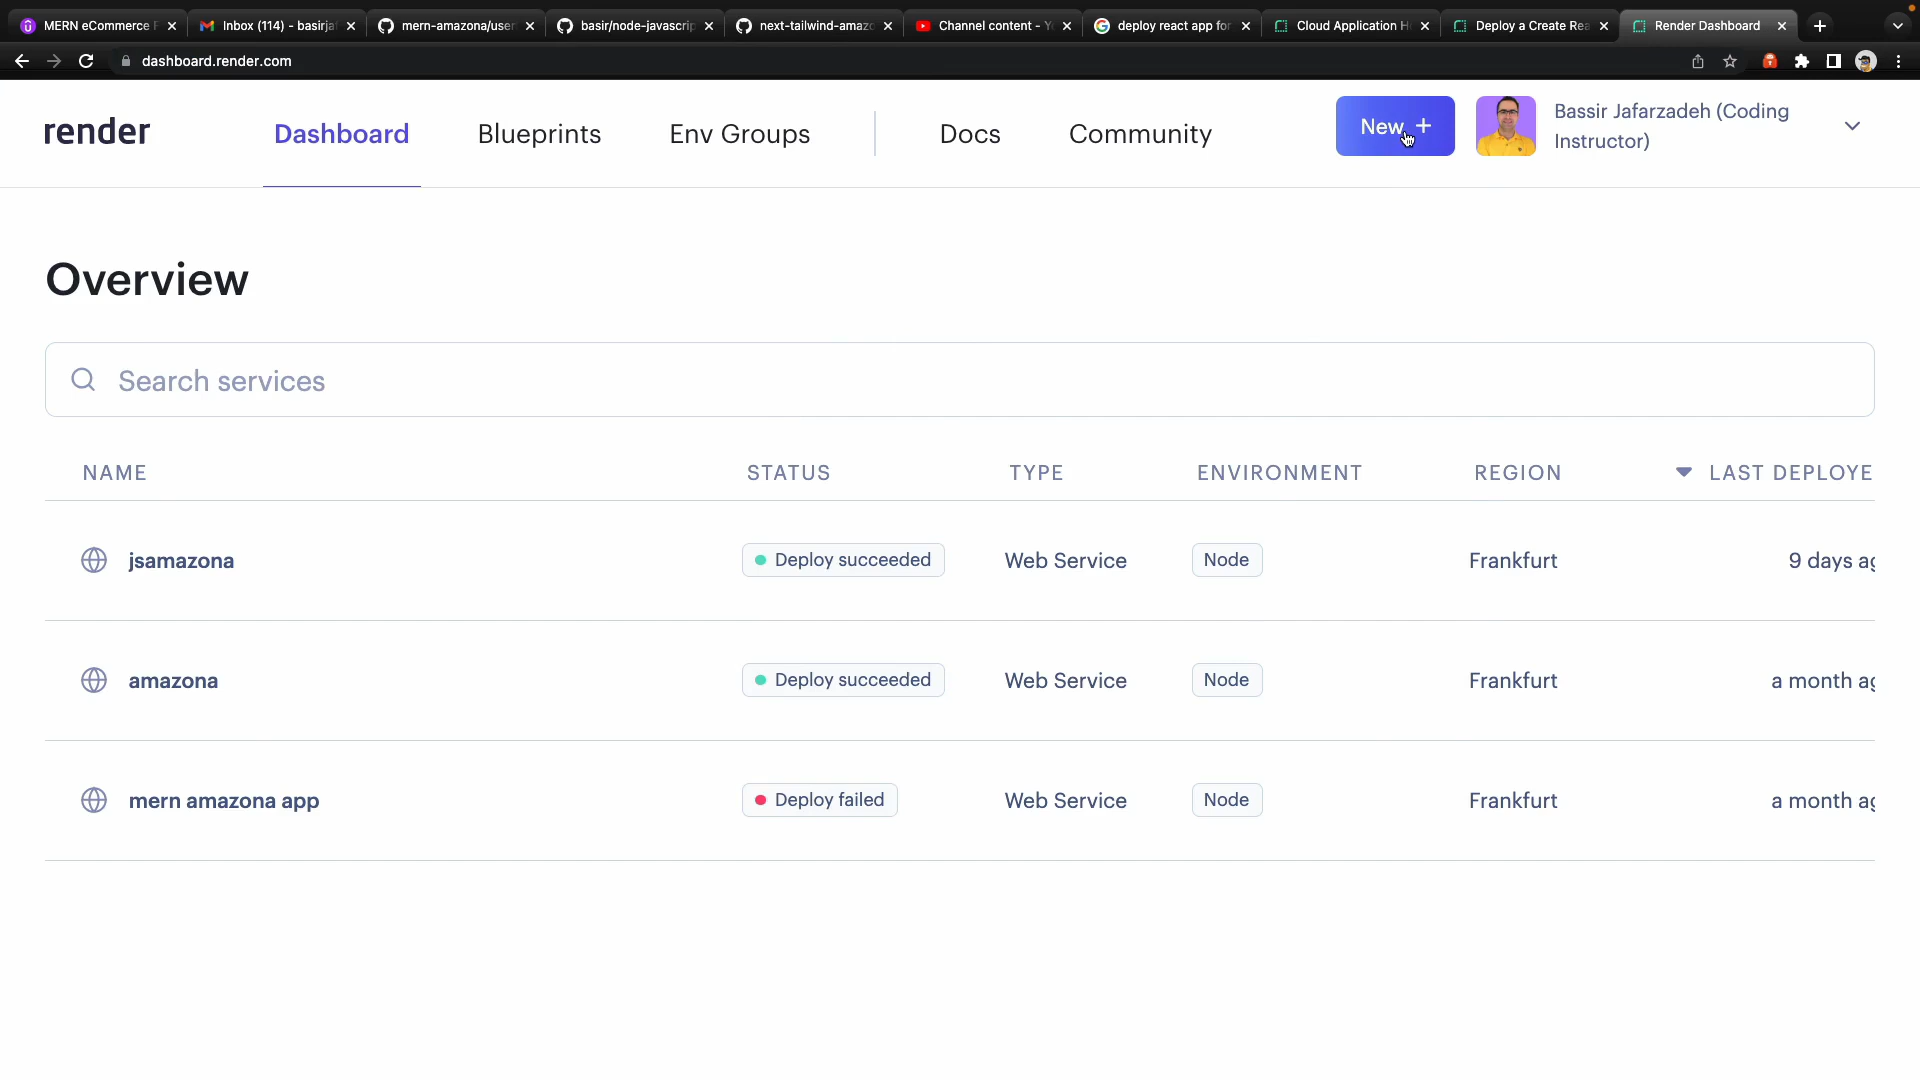 MERN eCommerce
Inbox (114) - basirja
mern-amazona/user
basir/node-javascrip
next-tailwind-amazo
Channel content - Yo
deploy react app for
Cloud Application H
Deploy a Create Rea
Render Dashboard
dashboard.render.com
render
Dashboard
Blueprints
Env Groups
Docs
Community
New +
Bassir Jafarzadeh (Coding
Instructor)
Overview
Search services
NAME STATUS TYPE ENVIRONMENT REGION LAST DEPLOYE
jsamazona Deploy succeeded Web Service Node Frankfurt 9 days ag
amazona Deploy succeeded Web Service Node Frankfurt a month ag
mern amazona app Deploy failed Web Service Node Frankfurt a month ag